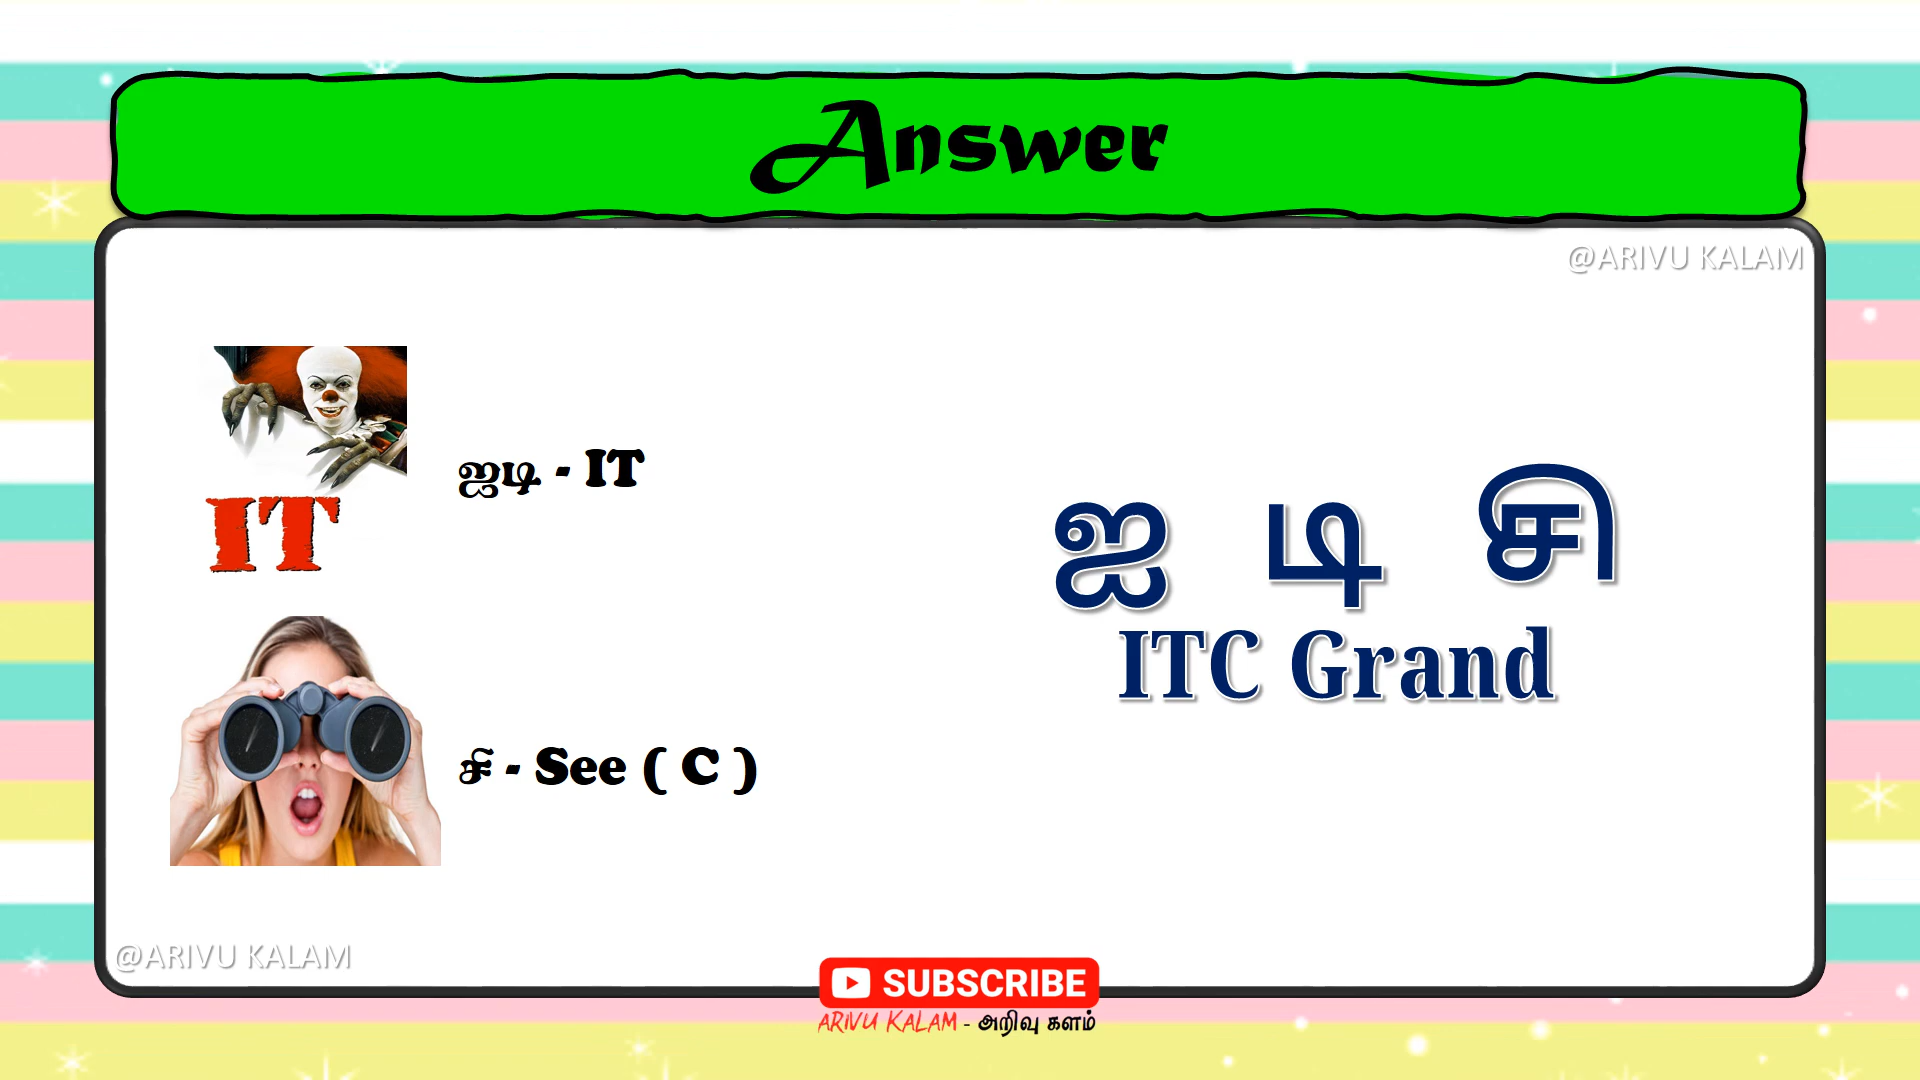 Answer
@ARIVU KALAM
IT
ஐடி - IT
ஐ டி சி
ITC Grand
சீ - See ( C )
@ARIVU KALAM
SUBSCRIBE
ARIVU KALAM - அறிவு களம்